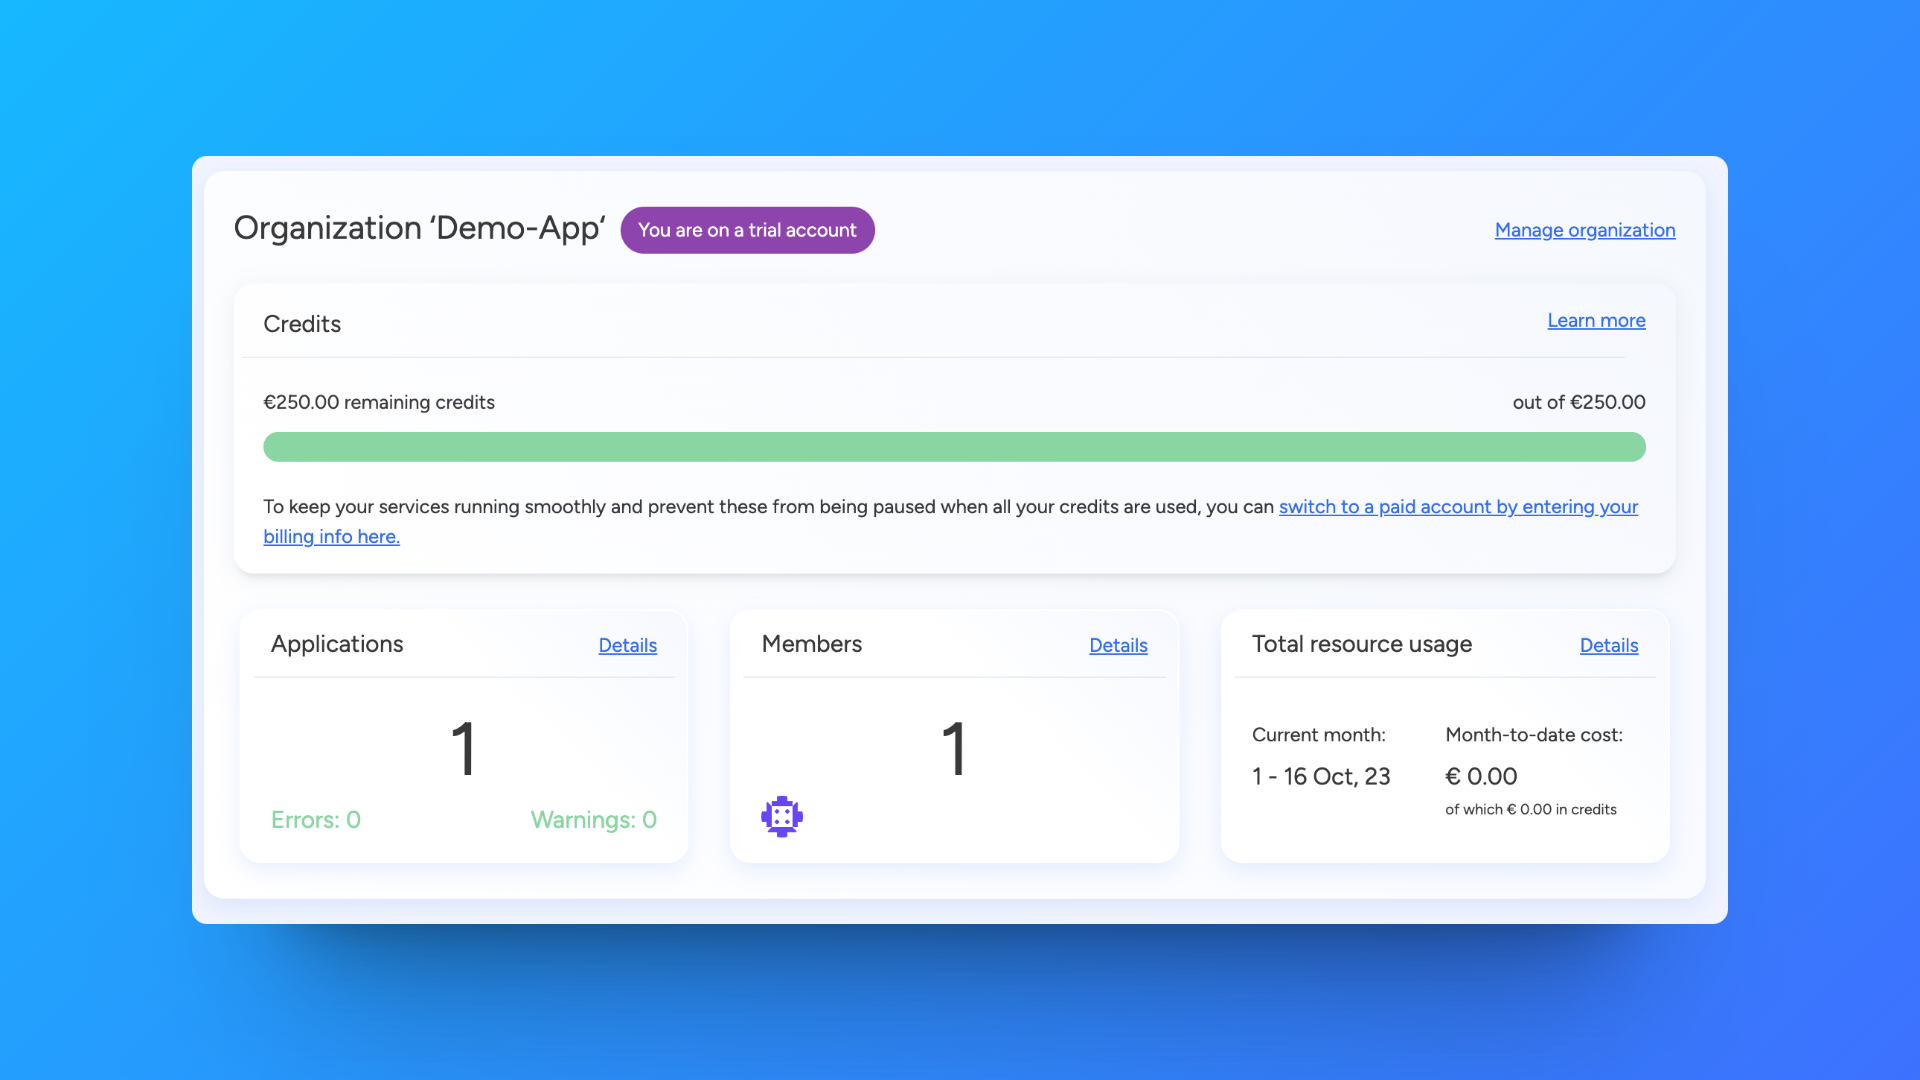 Organization ‘Demo-App‘
You are on a trial account
Manage organization
Credits
Learn more
€250.00 remaining credits
out of €250.00
To keep your services running smoothly and prevent these from being paused when all your credits are used, you can switch to a paid account by entering your
billing info here.
Applications
Details
1
Errors: 0
Warnings: 0
Members
Details
1
Total resource usage
Details
Current month:
1 - 16 Oct, 23
Month-to-date cost:
€ 0.00
of which € 0.00 in credits